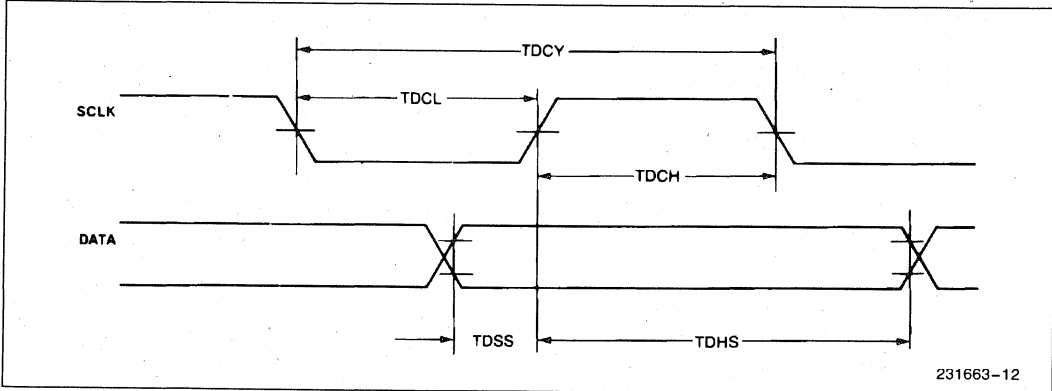 TDCY
TDCL
SCLK
TDCH
DATA
TDSS
TDHS
231663-12